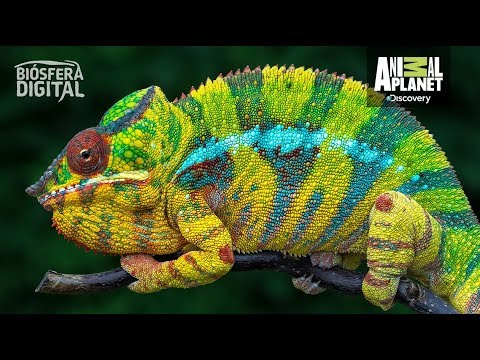 BIÓSFERA
DIGITAL
ANIMAL
PLANET
Discovery